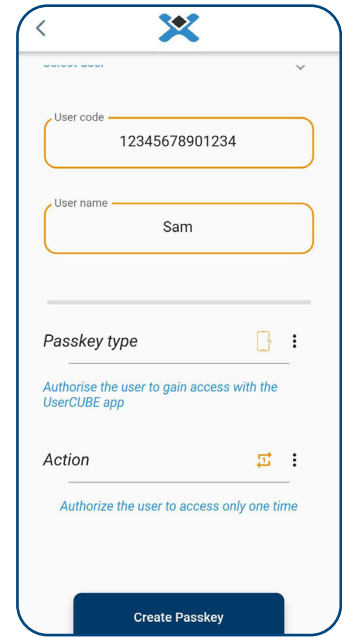 User code
12345678901234
User name
Sam
Passkey type
Authorise the user to gain access with the
UserCUBE app
Action
Authorize the user to access only one time
Create Passkey